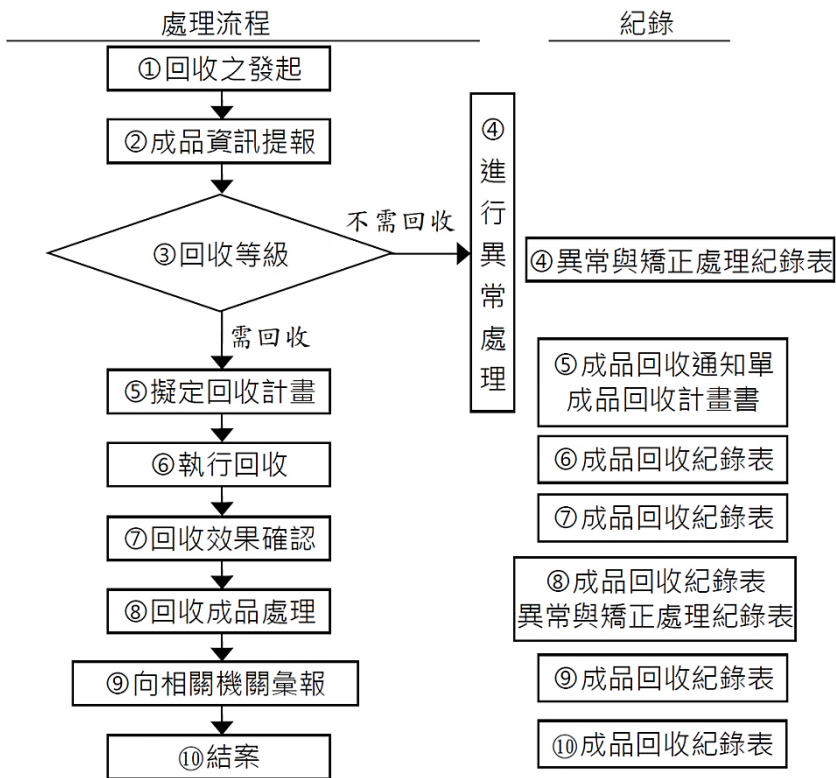 處理流程
紀錄
①回收之發起
②成品資訊提報
③回收等級
不需回收
④
進
行
異
常
處
理
④異常與矯正處理紀錄表
需回收
⑤擬定回收計畫
⑤成品回收通知單
成品回收計畫書
⑥執行回收
⑥成品回收紀錄表
⑦回收效果確認
⑦成品回收紀錄表
⑧回收成品處理
⑧成品回收紀錄表
異常與矯正處理紀錄表
⑨向相關機關彙報
⑨成品回收紀錄表
⑩結案
⑩成品回收紀錄表